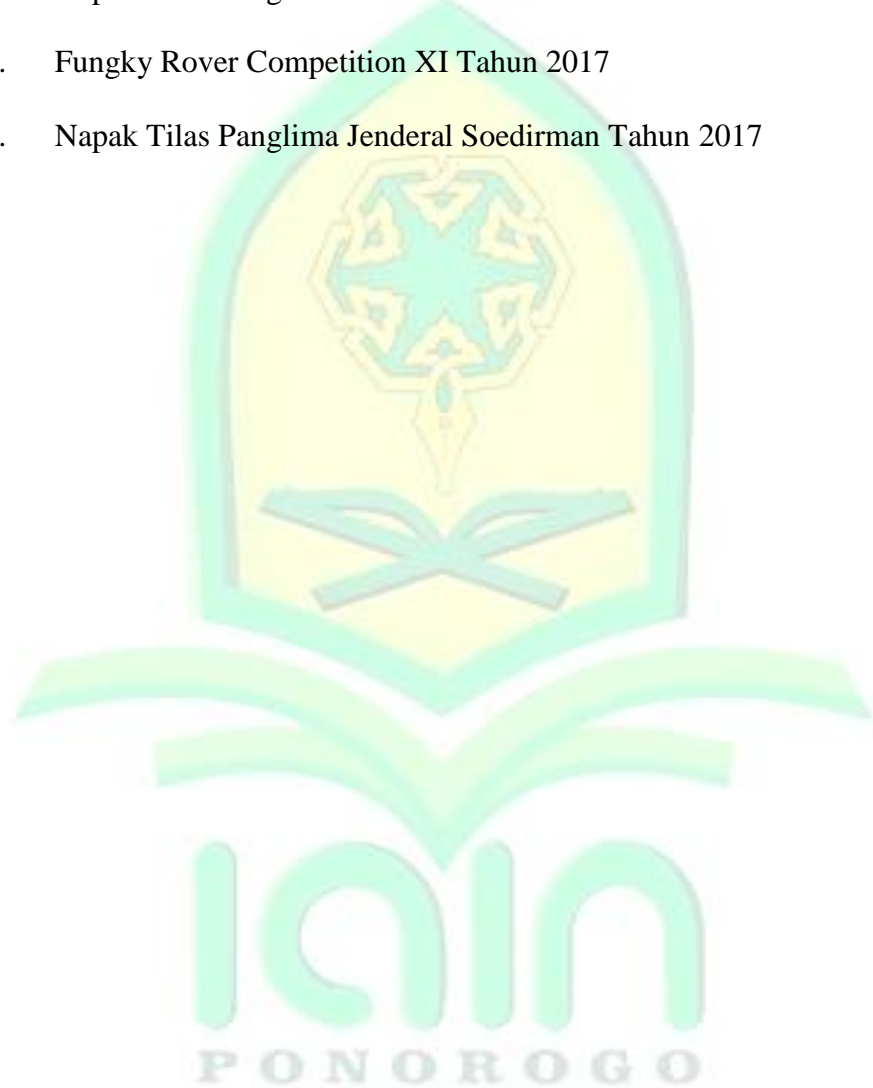 . Fungky Rover Competition XI Tahun 2017
. Napak Tilas Panglima Jenderal Soedirman Tahun 2017
iain
PONOROGO